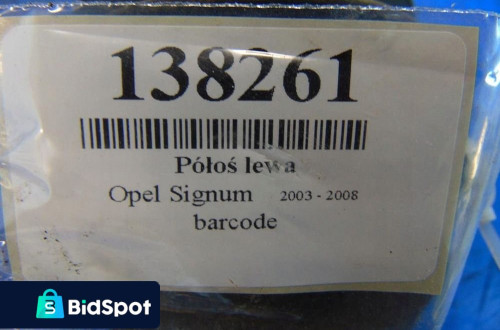 138261
Półoś lewa
Opel Signum 2003 - 2008
barcode
S
BidSpot